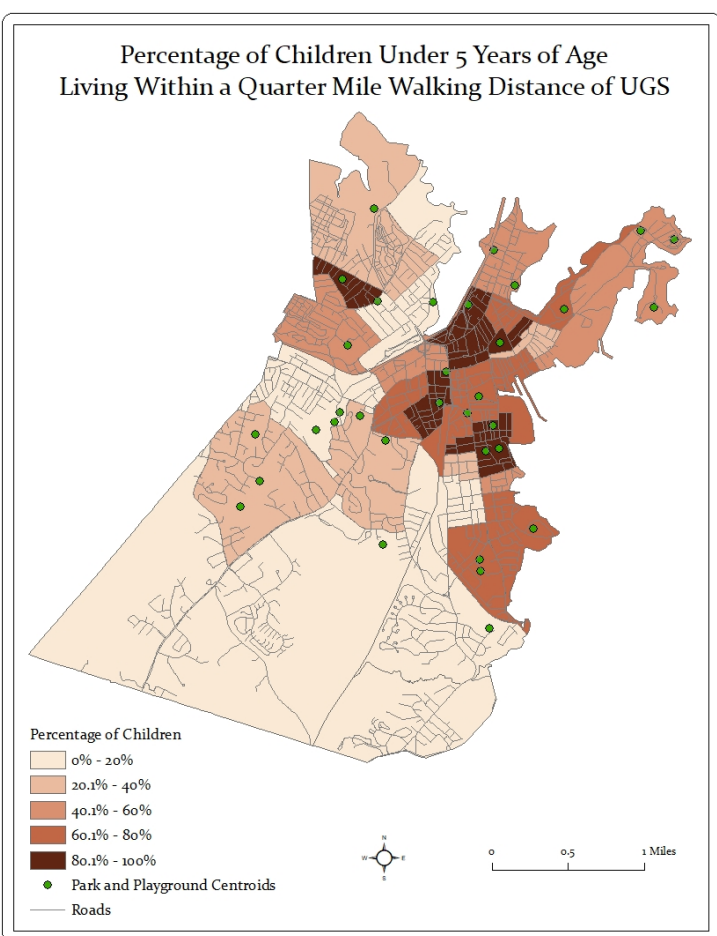 Percentage of Children Under 5 Years of Age
Living Within a Quarter Mile Walking Distance of UGS
Percentage of Children
0% - 20%
20.1% - 40%
40.1% - 60%
60.1% - 80%
80.1% - 100%
Park and Playground Centroids
Roads
N
W E
S
0 0.5 1 Miles